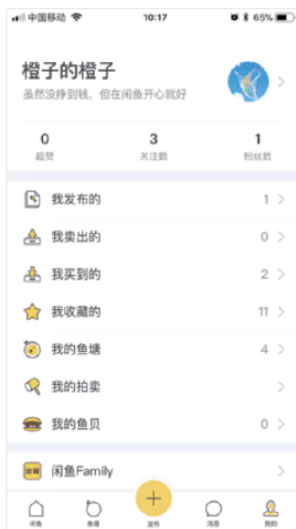 中国移动 10:17 65%
橙子的橙子
虽然没挣到钱，但在闲鱼开心就好
0 3 1
超赞 关注数 粉丝数
我发布的 1
我卖出的 0
我买到的 2
我收藏的 11
我的鱼塘 4
我的拍卖
我的鱼贝 0
闲鱼Family
闲鱼 鱼塘 发布 消息 我的